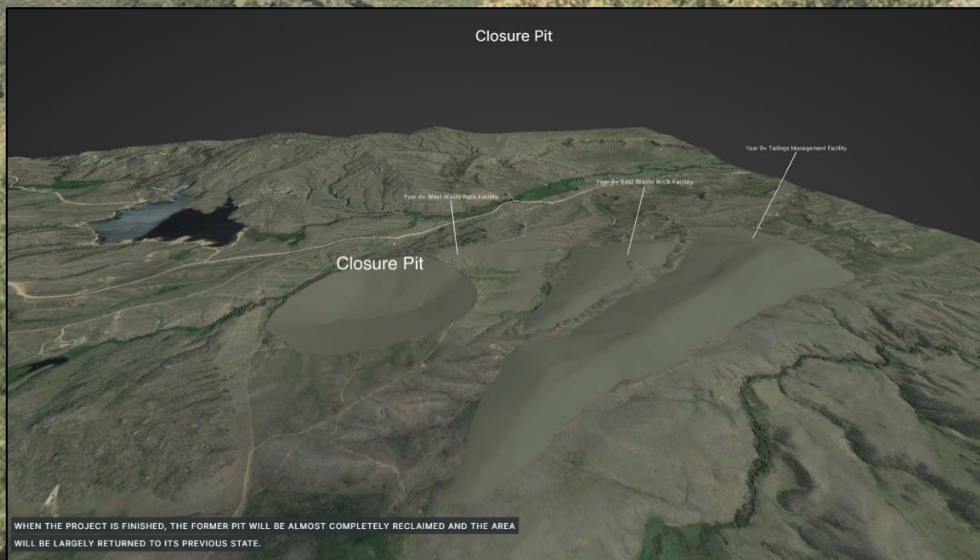 Closure Pit
Year 9+ Tailings Management Facility
Year 6+ East Waste Rock Facility
Year 4+ West Waste Rock Facility
Closure Pit
WHEN THE PROJECT IS FINISHED, THE FORMER PIT WILL BE ALMOST COMPLETELY RECLAIMED AND THE AREA
WILL BE LARGELY RETURNED TO ITS PREVIOUS STATE.